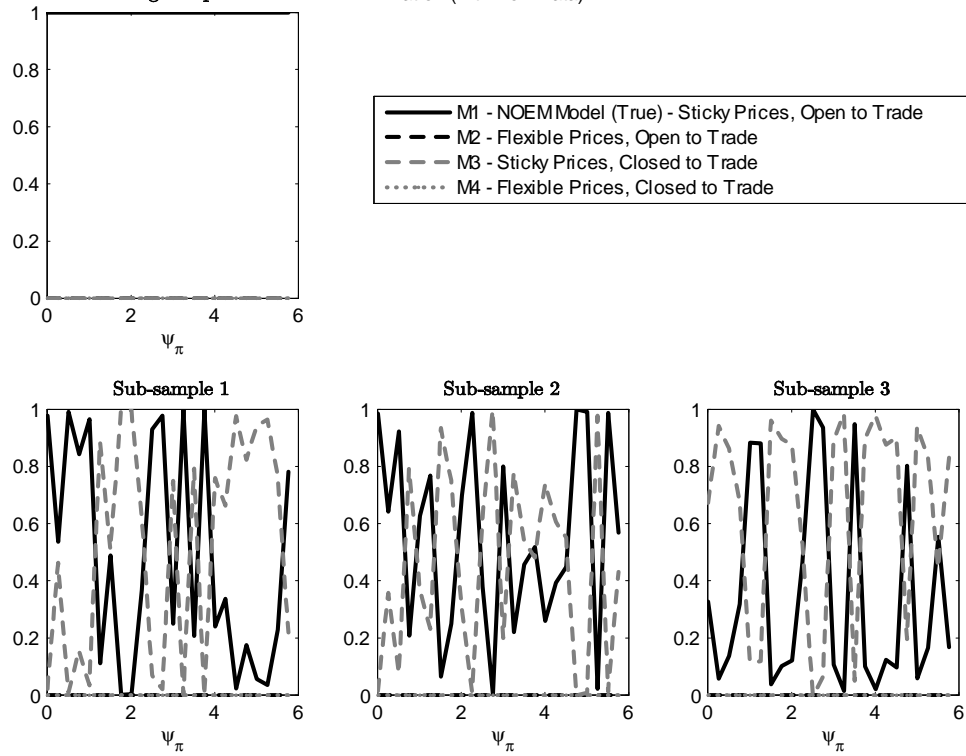 1
0.8
0.6
0.4
0.2
0
0 2 4 6
ψπ
M1 - NOEM Model (True) - Sticky Prices, Open to Trade
M2 - Flexible Prices, Open to Trade
M3 - Sticky Prices, Closed to Trade
M4 - Flexible Prices, Closed to Trade
Sub-sample 1
1
0.8
0.6
0.4
0.2
0
0 2 4 6
ψπ
Sub-sample 2
1
0.8
0.6
0.4
0.2
0
0 2 4 6
ψπ
Sub-sample 3
1
0.8
0.6
0.4
0.2
0
0 2 4 6
ψπ